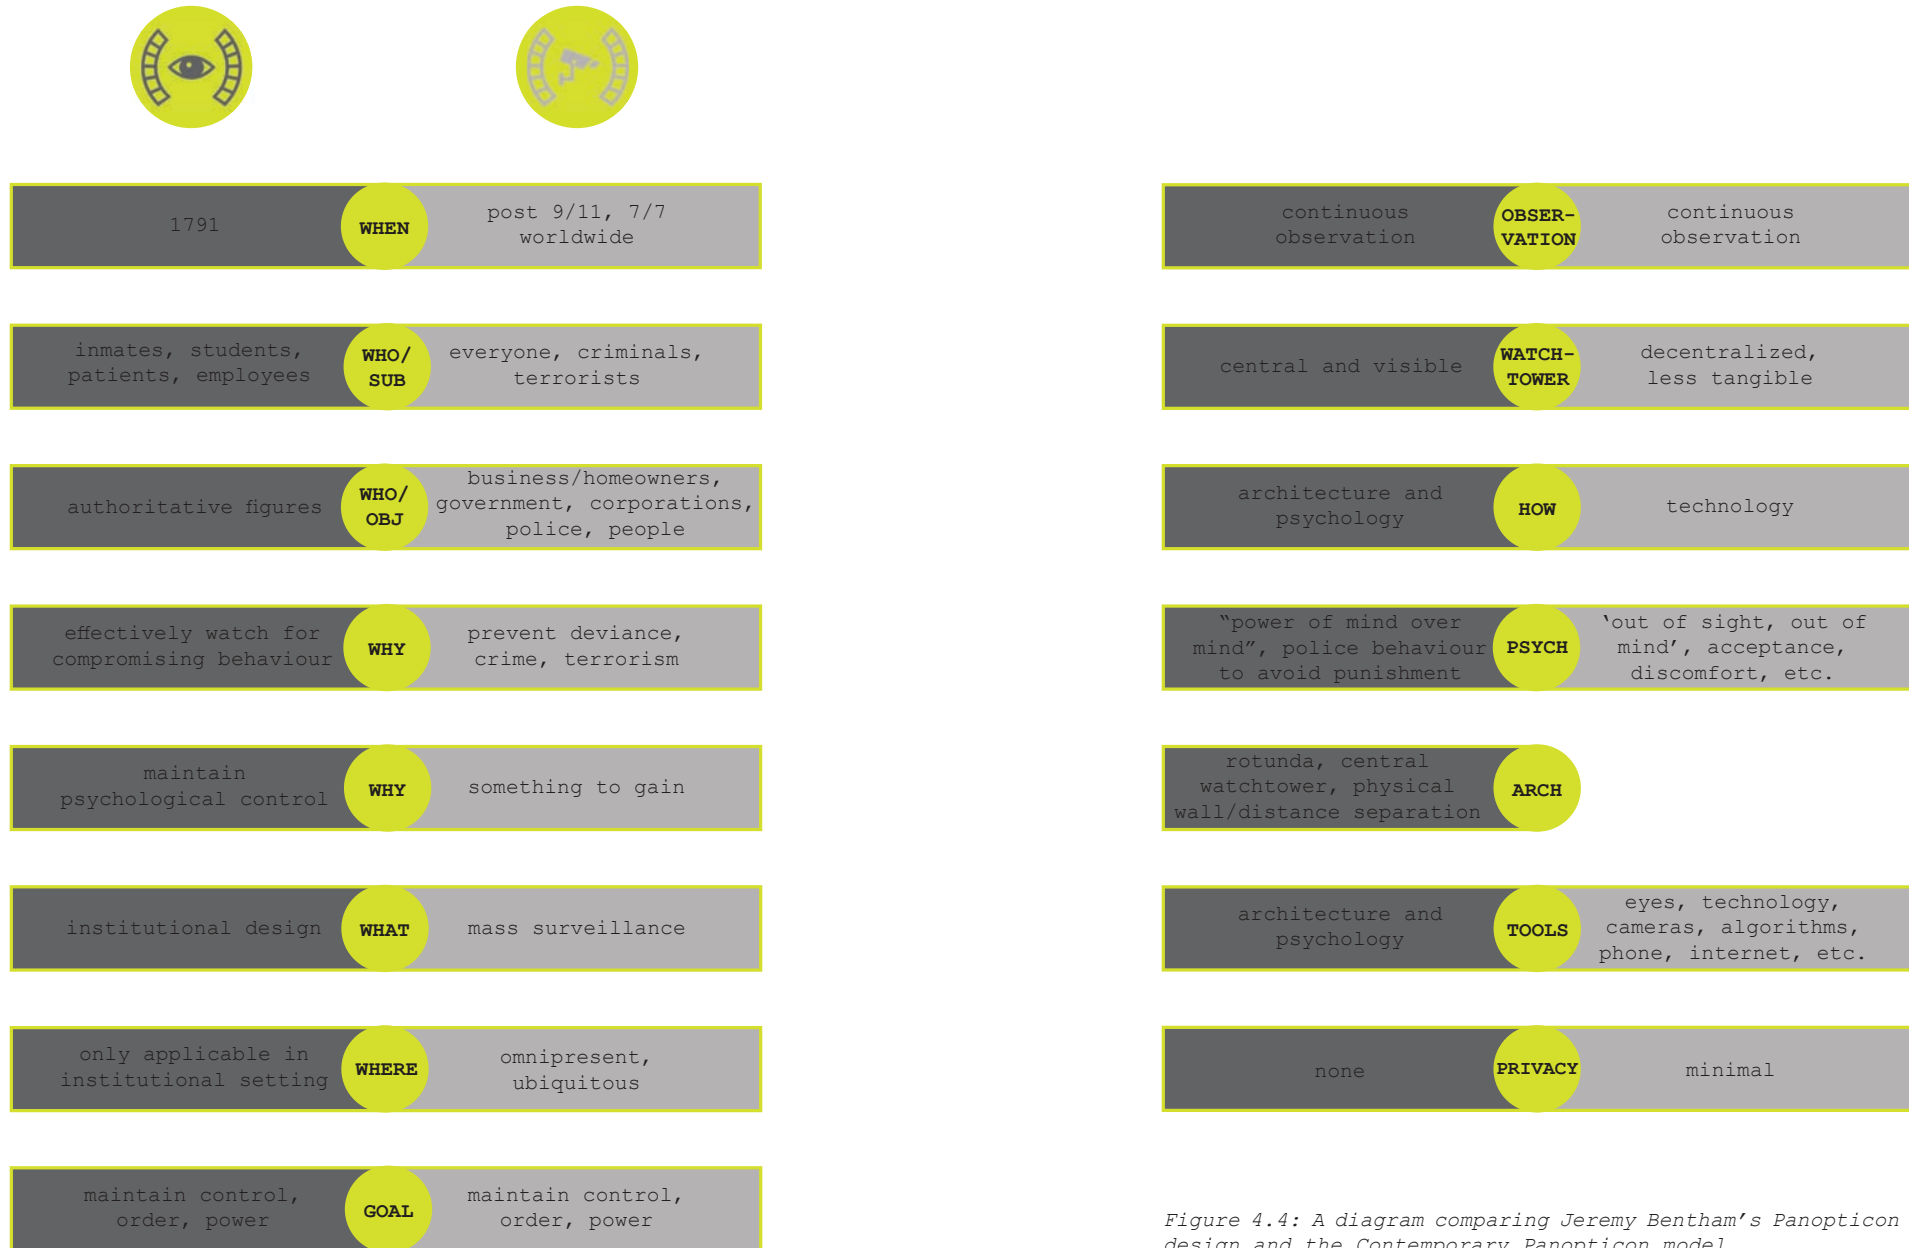 1791
WHEN
post 9/11, 7/7
worldwide
inmates, students,
patients, employees
WHO/
SUB
everyone, criminals,
terrorists
authoritative figures
WHO/
OBJ
business/homeowners,
government, corporations,
police, people
effectively watch for
compromising behaviour
WHY
prevent deviance,
crime, terrorism
maintain
psychological control
WHY
something to gain
institutional design
WHAT
mass surveillance
only applicable in
institutional setting
WHERE
omnipresent,
ubiquitous
maintain control,
order, power
GOAL
maintain control,
order, power
continuous
observation
OBSER-
VATION
continuous
observation
central and visible
WATCH-
TOWER
decentralized,
less tangible
architecture and
psychology
HOW
technology
“power of mind over
mind”, police behaviour
to avoid punishment
PSYCH
‘out of sight, out of
mind’, acceptance,
discomfort, etc.
rotunda, central
watchtower, physical
wall/distance separation
ARCH
architecture and
psychology
TOOLS
eyes, technology,
cameras, algorithms,
phone, internet, etc.
none
PRIVACY
minimal
Figure 4.4: A diagram comparing Jeremy Bentham’s Panopticon
design and the Contemporary Panopticon model